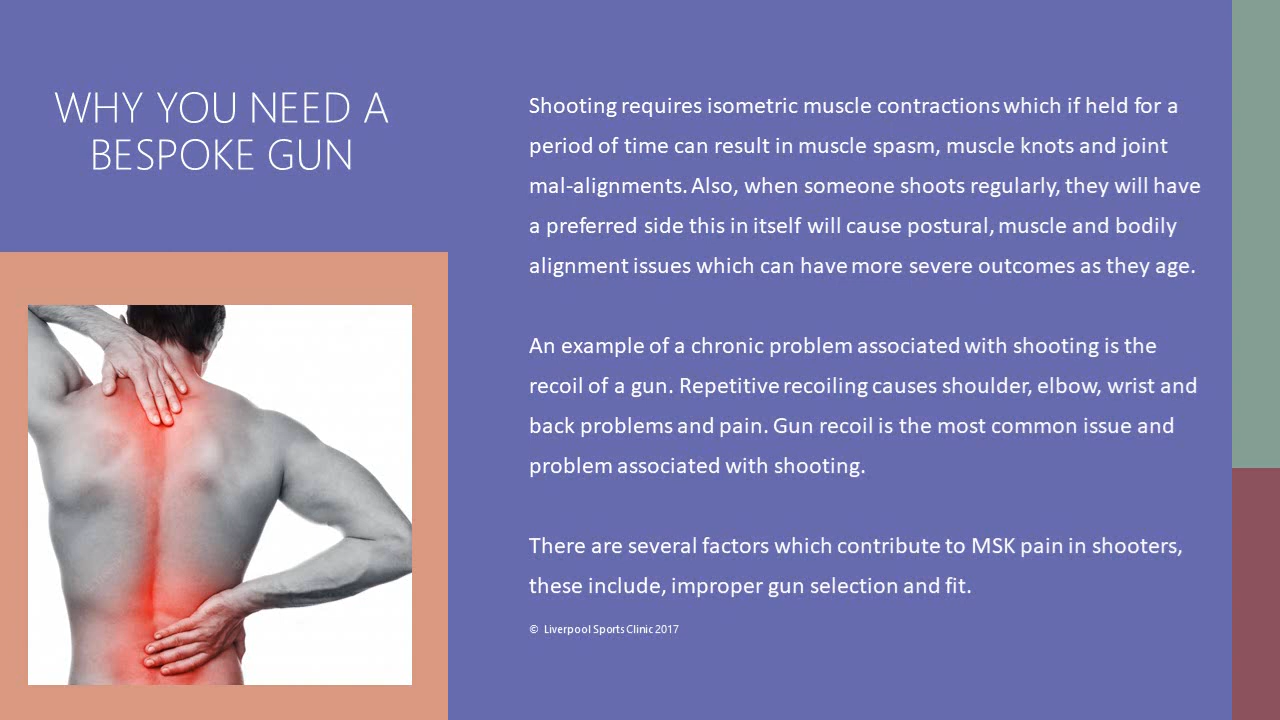 WHY YOU NEED A
BESPOKE GUN
Shooting requires isometric muscle contractions which if held for a
period of time can result in muscle spasm, muscle knots and joint
mal-alignments. Also, when someone shoots regularly, they will have
a preferred side this in itself will cause postural, muscle and bodily
alignment issues which can have more severe outcomes as they age.
An example of a chronic problem associated with shooting is the
recoil of a gun. Repetitive recoiling causes shoulder, elbow, wrist and
back problems and pain. Gun recoil is the most common issue and
problem associated with shooting.
There are several factors which contribute to MSK pain in shooters,
these include, improper gun selection and fit.
© Liverpool Sports Clinic 2017